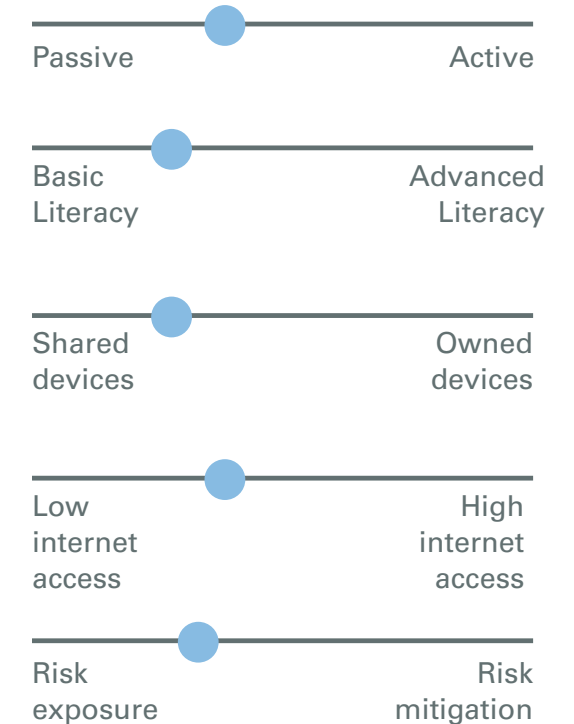 Passive Active
Basic Advanced
Literacy Literacy
Shared Owned
devices devices
Low High
internet internet
access access
Risk Risk
exposure mitigation